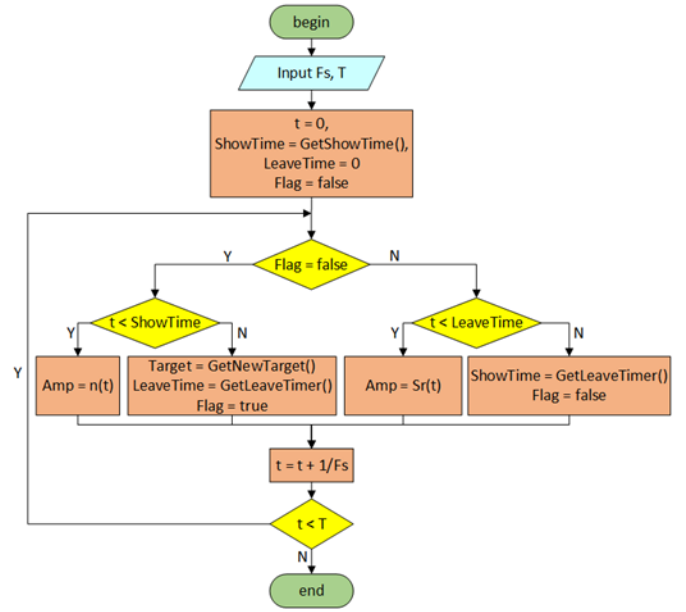 begin
Input Fs, T
t = 0,
ShowTime = GetShowTime(),
LeaveTime = 0
Flag = false
Flag = false
Y
N
t < ShowTime
t < LeaveTime
Y
N
Y
N
Y
Amp = n(t)
Target = GetNewTarget()
LeaveTime = GetLeaveTimer()
Flag = true
Amp = Sr(t)
ShowTime = GetLeaveTimer()
Flag = false
t = t + 1/Fs
t < T
N
end